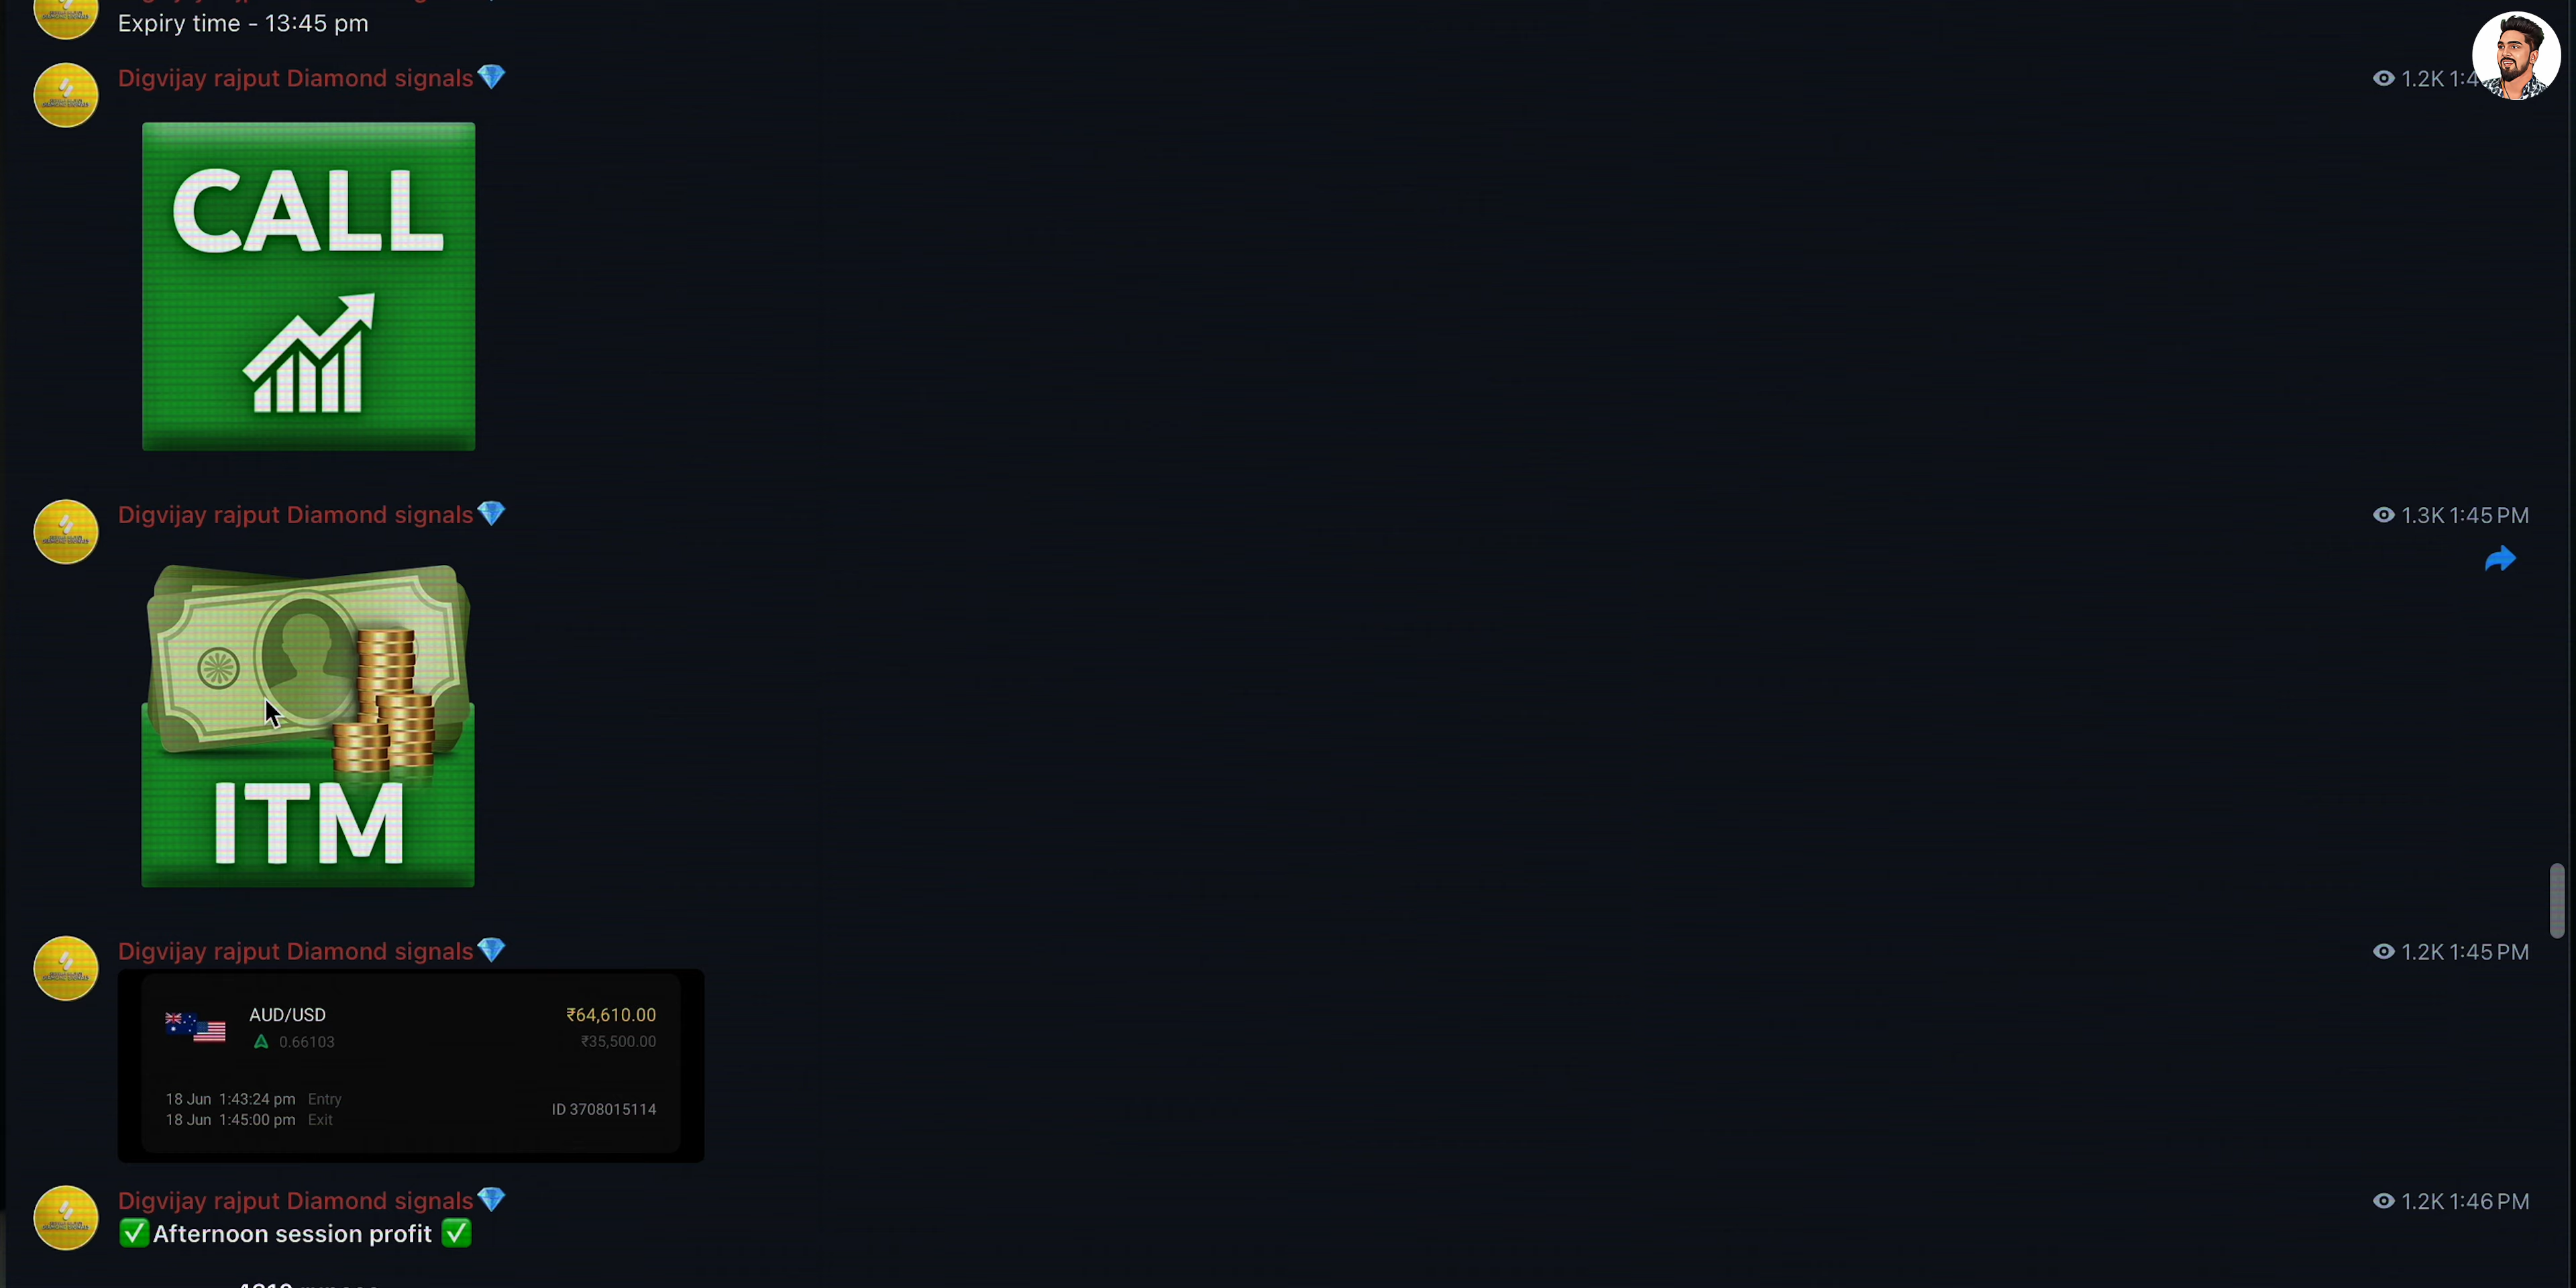 Expiry time - 13:45 pm
Digvijay rajput Diamond signals💎
1.2K 1:4
CALL
Digvijay rajput Diamond signals💎
1.3K 1:45 PM
ITM
Digvijay rajput Diamond signals💎
1.2K 1:45 PM
AUD/USD
₹64,610.00
0.66103
₹35,500.00
18 Jun 1:43:24 pm Entry
ID 3708015114
18 Jun 1:45:00 pm Exit
Digvijay rajput Diamond signals💎
1.2K 1:46 PM
✅Afternoon session profit ✅